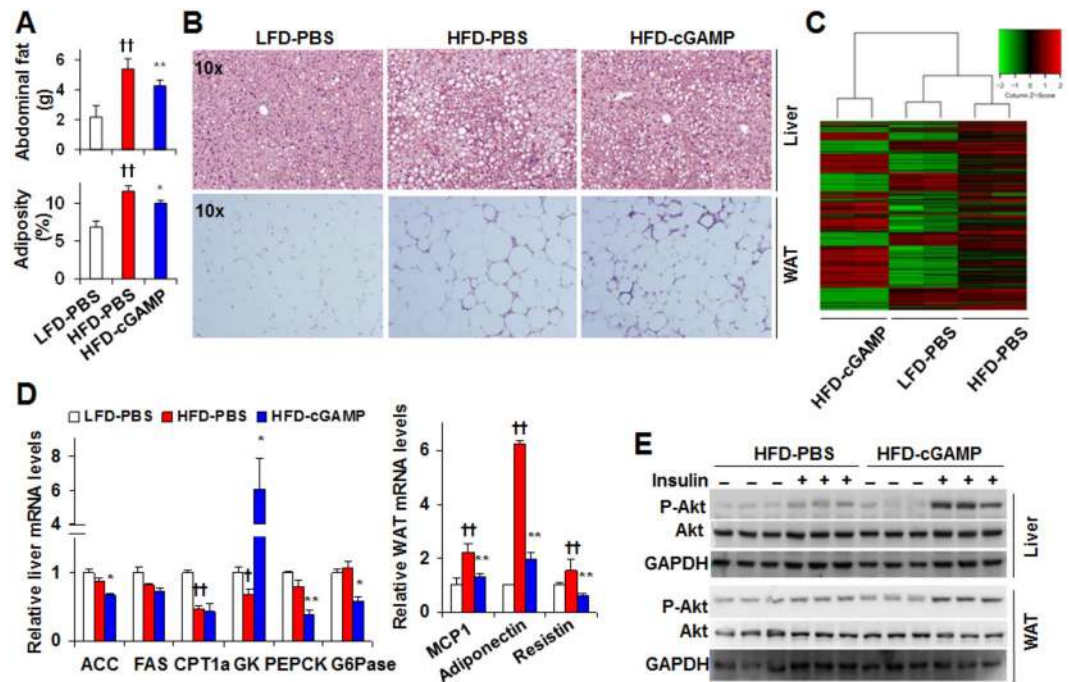 A
Abdominal fat
(g)
6
4
2
0
††
**
Adiposity
(%)
10
5
0
††
*
LFD-PBS
HFD-PBS
HFD-cGAMP
B
LFD-PBS HFD-PBS HFD-cGAMP
10x
Liver
10x
WAT
C
-2 -1 0 1 2
Column Z-Score
HFD-cGAMP
LFD-PBS
HFD-PBS
D
LFD-PBS HFD-PBS HFD-cGAMP
Relative liver mRNA levels
8
6
4
1
0
*
††
†
*
**
*
ACC FAS CPT1a GK PEPCK G6Pase
Relative WAT mRNA levels
6
4
2
0
††
**
††
**
††
**
MCP1
Adiponectin
Resistin
E
HFD-PBS HFD-cGAMP
Insulin – – – + + + – – – + + +
P-Akt
Akt
GAPDH
Liver
P-Akt
Akt
GAPDH
WAT